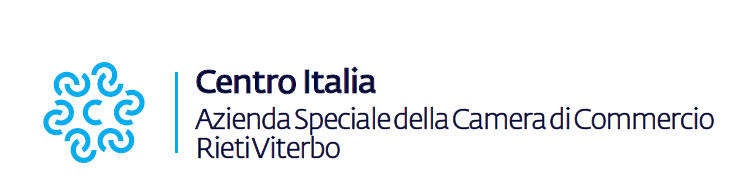 Centro Italia
Azienda Speciale della Camera di Commercio
Rieti Viterbo